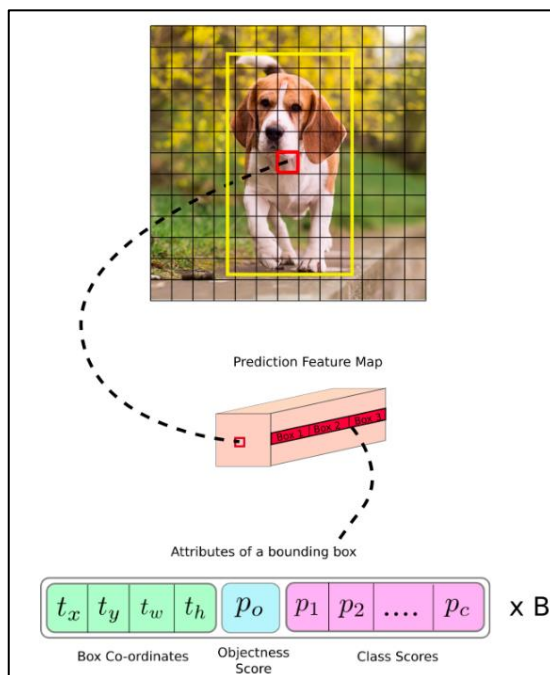 Prediction Feature Map
Box 1 Box 2 Box 3
Attributes of a bounding box
t_x t_y t_w t_h p_o p_1 p_2 .... p_c x B
Box Co-ordinates Objectness Score Class Scores